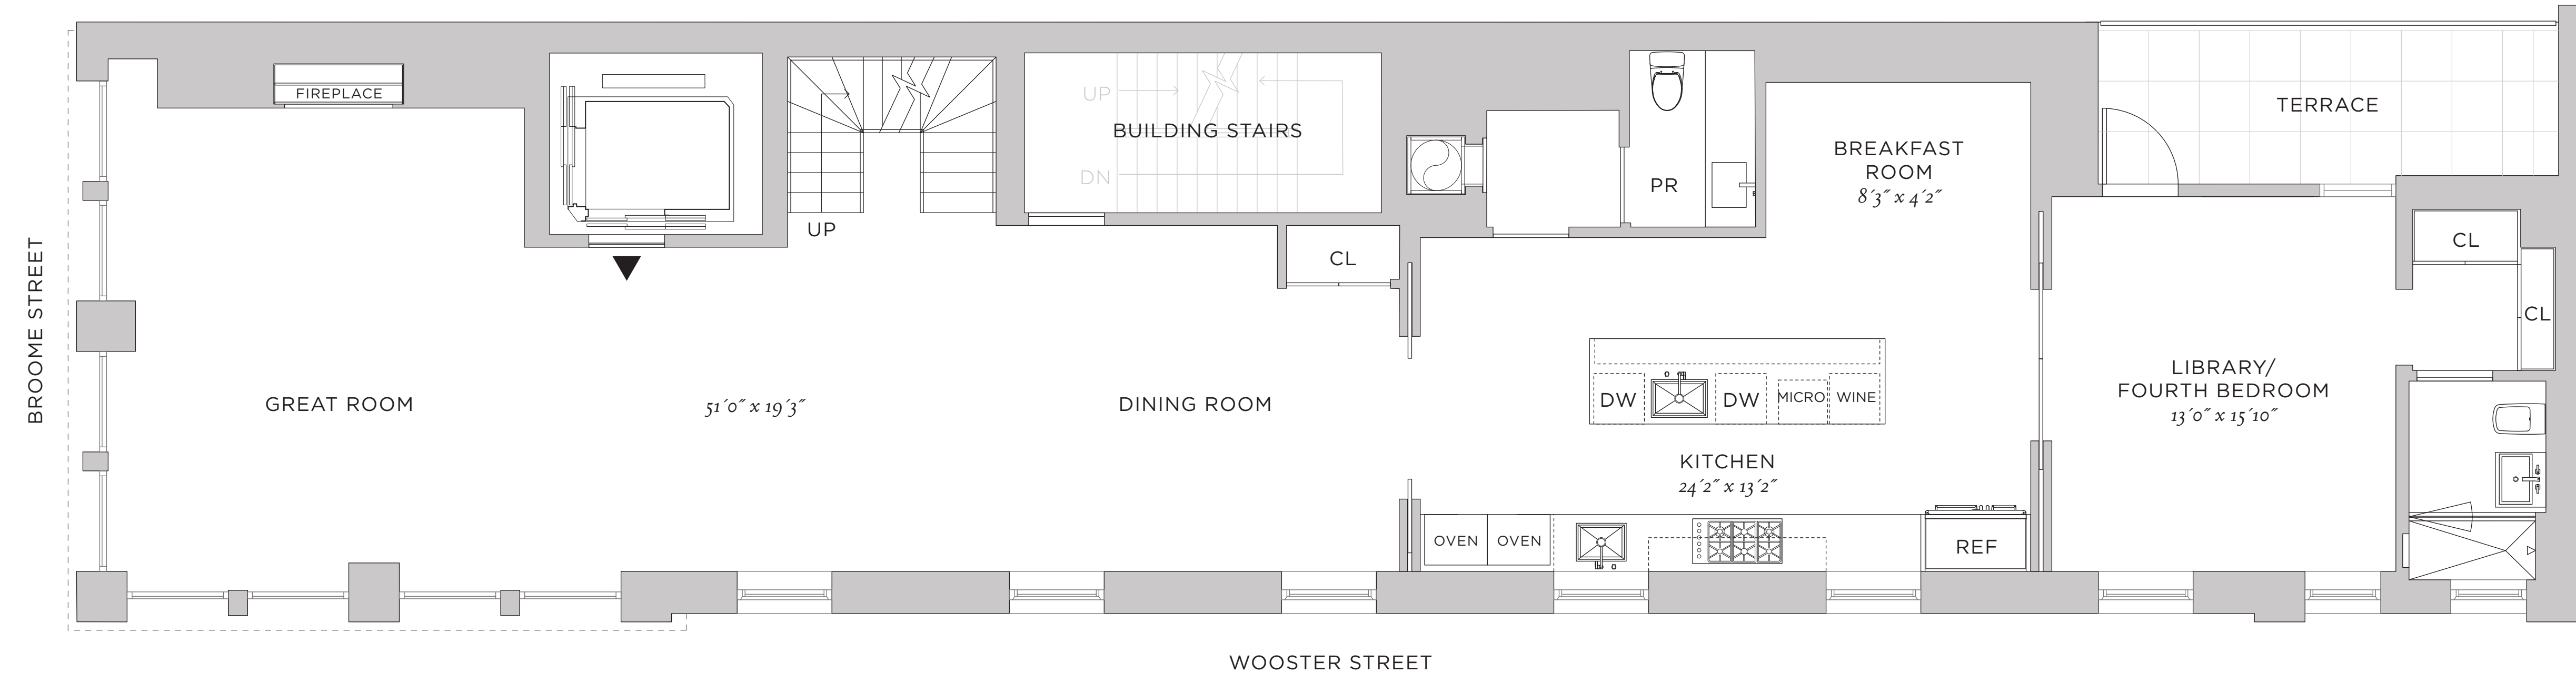 BROOME STREET
FIREPLACE
GREAT ROOM
51´0˝ x 19´3˝
UP
UP
DN
BUILDING STAIRS
DINING ROOM
CL
PR
BREAKFAST
ROOM
8´3˝ x 4´2˝
DW
DW
MICRO
WINE
KITCHEN
24´2˝ x 13´2˝
OVEN
OVEN
REF
TERRACE
LIBRARY/
FOURTH BEDROOM
13´0˝ x 15´10˝
CL
CL
WOOSTER STREET